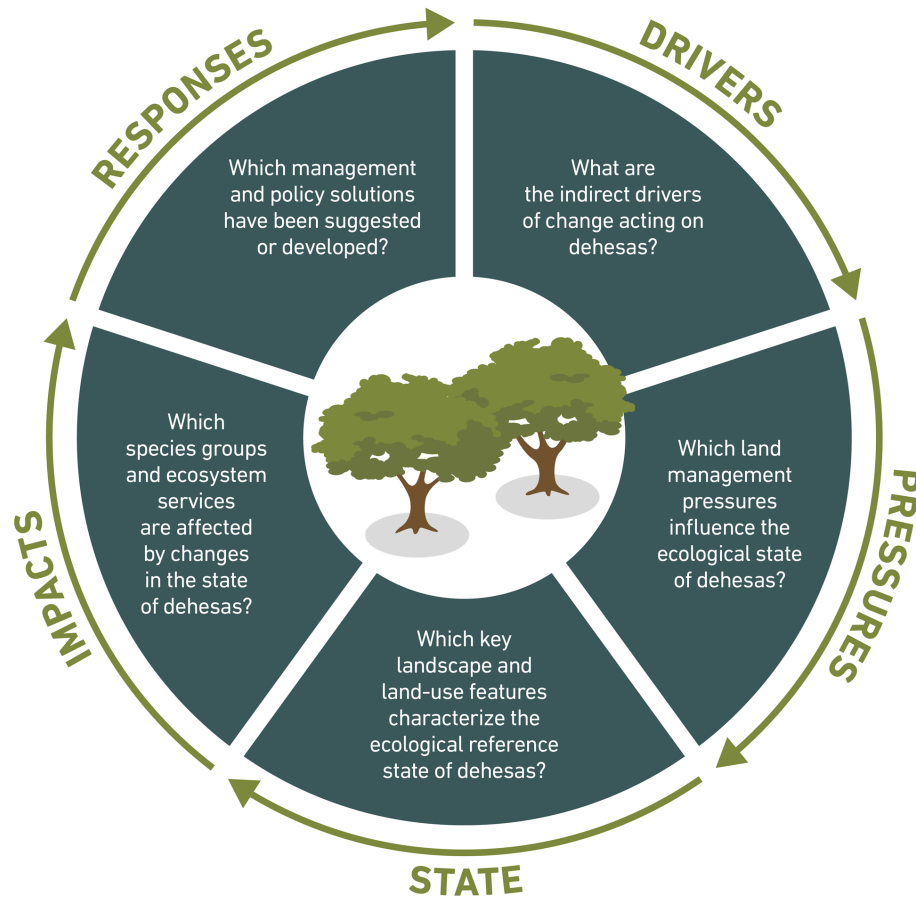 DRIVERS
What are
the indirect drivers
of change acting on
dehesas?
PRESSURES
Which land
management
pressures
influence the
ecological state
of dehesas?
STATE
Which key
landscape and
land-use features
characterize the
ecological reference
state of dehesas?
IMPACTS
Which
species groups
and ecosystem
services
are affected
by changes
in the state
of dehesas?
RESPONSES
Which management
and policy solutions
have been suggested
or developed?